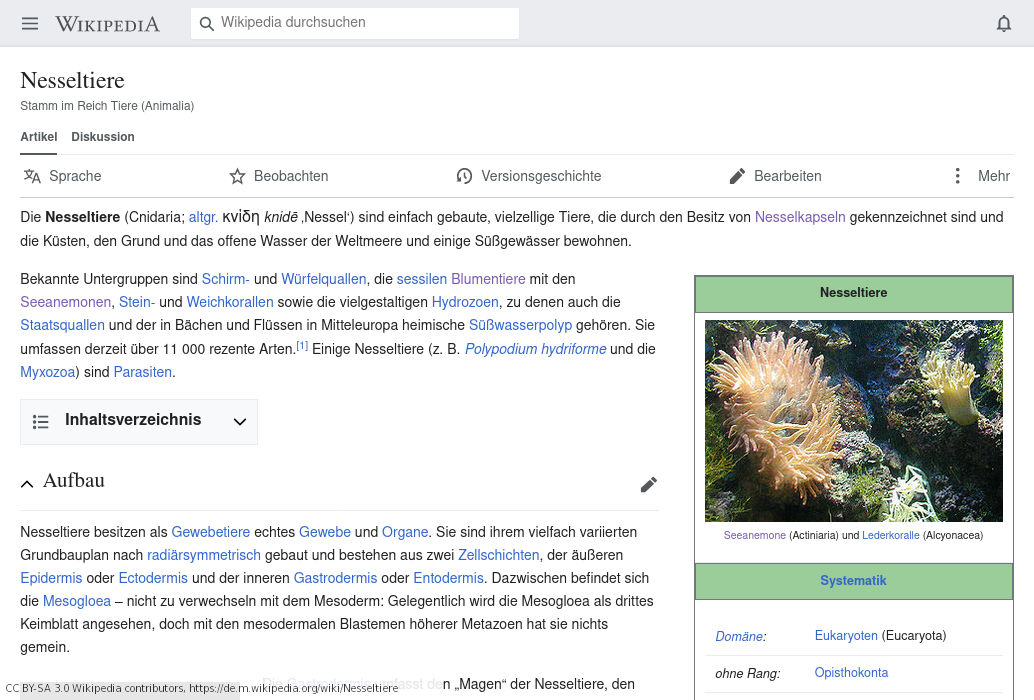 WIKIPEDIA
Wikipedia durchsuchen
Nesseltiere
Stamm im Reich Tiere (Animalia)
Artikel Diskussion
Sprache Beobachten Versionsgeschichte Bearbeiten Mehr
Die Nesseltiere (Cnidaria; altgr. κνίδη knidē ‚Nessel‘) sind einfach gebaute, vielzellige Tiere, die durch den Besitz von Nesselkapseln gekennzeichnet sind und
die Küsten, den Grund und das offene Wasser der Weltmeere und einige Süßgewässer bewohnen.
Bekannte Untergruppen sind Schirm- und Würfelquallen, die sessilen Blumentiere mit den
Seeanemonen, Stein- und Weichkorallen sowie die vielgestaltigen Hydrozoen, zu denen auch die
Staatsquallen und der in Bächen und Flüssen in Mitteleuropa heimische Süßwasserpolyp gehören. Sie
umfassen derzeit über 11 000 rezente Arten.[1] Einige Nesseltiere (z. B. Polypodium hydriforme und die
Myxozoa) sind Parasiten.
Inhaltsverzeichnis
Aufbau
Nesseltiere besitzen als Gewebetiere echtes Gewebe und Organe. Sie sind ihrem vielfach variierten
Grundbauplan nach radiärsymmetrisch gebaut und bestehen aus zwei Zellschichten, der äußeren
Epidermis oder Ectodermis und der inneren Gastrodermis oder Entodermis. Dazwischen befindet sich
die Mesogloea – nicht zu verwechseln mit dem Mesoderm: Gelegentlich wird die Mesogloea als drittes
Keimblatt angesehen, doch mit den mesodermalen Blastemen höherer Metazoen hat sie nichts
gemein.
Die Gastrodermis umfasst den „Magen“ der Nesseltiere, den
Nesseltiere
Seeanemone (Actiniaria) und Lederkoralle (Alcyonacea)
Systematik
Domäne: Eukaryoten (Eucaryota)
ohne Rang: Opisthokonta
CC BY-SA 3.0 Wikipedia contributors, https://de.m.wikipedia.org/wiki/Nesseltiere